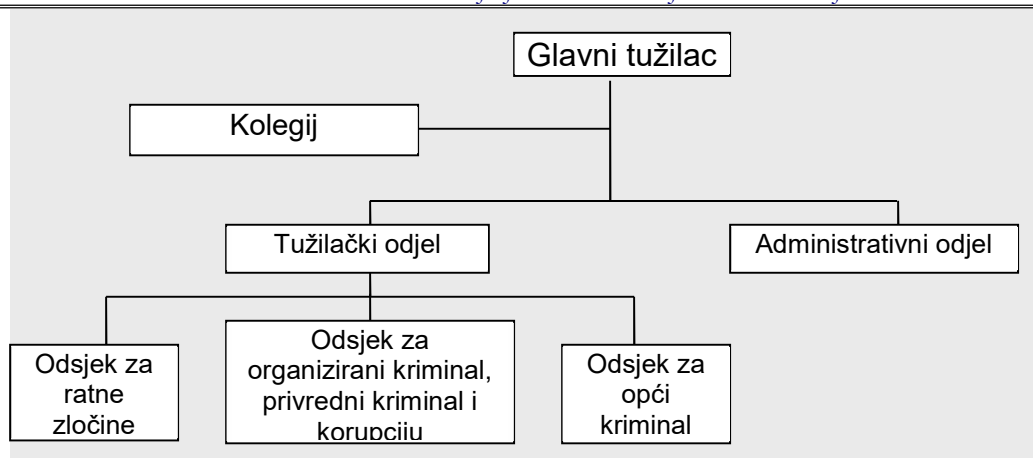 Glavni tužilac
Kolegij
Tužilački odjel
Administrativni odjel
Odsjek za
ratne
zločine
Odsjek za
organizirani kriminal,
privredni kriminal i
korupciju
Odsjek za
opći
kriminal